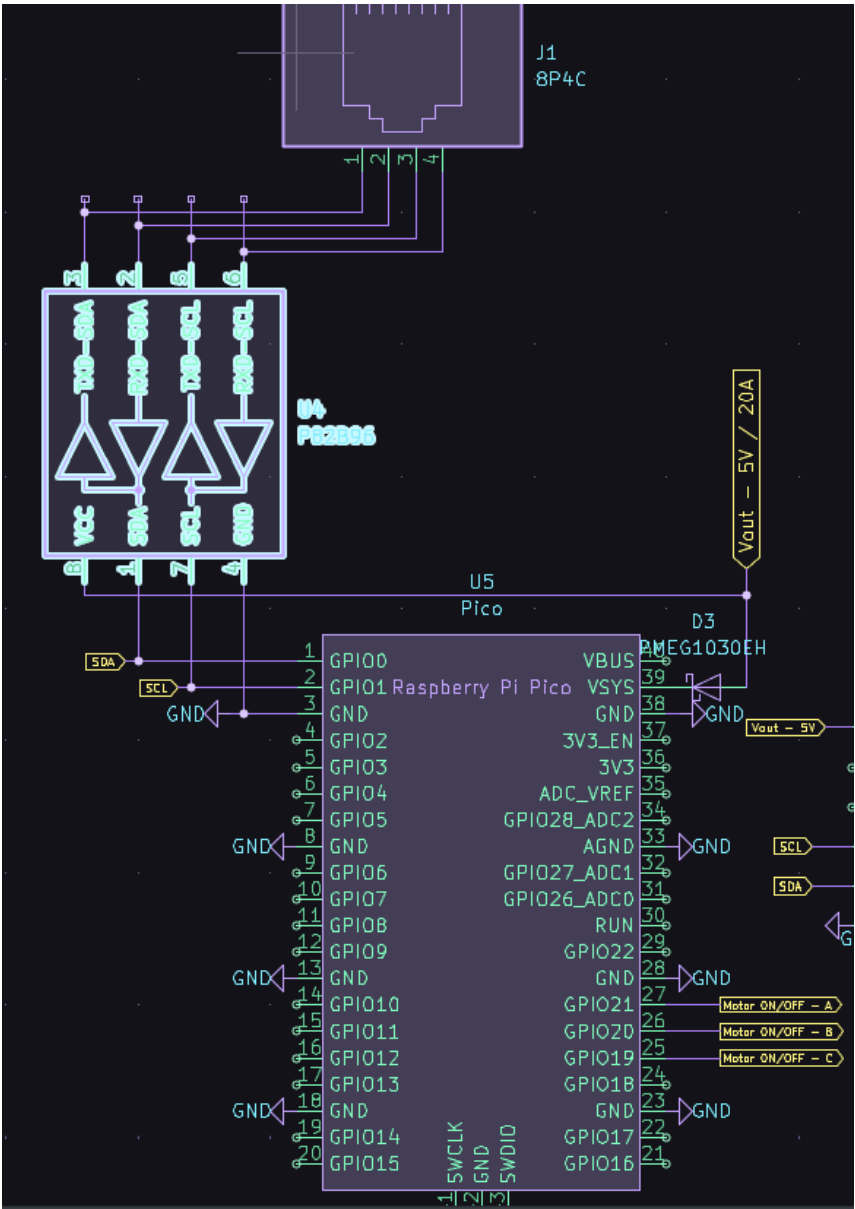 J1
8P4C
1 2 3 4
3 2 5 6
TXD-SDA RXD-SDA TXD-SCL RXD-SCL
U4
P82B96
VCC SDA SCL GND
8 1 7 4
Vout - 5V / 20A
U5
Pico
D3
PMEG1030EH
Raspberry Pi Pico
SDA 1 GPIO0
SCL 2 GPIO1
GND 3 GND
4 GPIO2
5 GPIO3
6 GPIO4
7 GPIO5
GND 8 GND
9 GPIO6
10 GPIO7
11 GPIO8
12 GPIO9
GND 13 GND
14 GPIO10
15 GPIO11
16 GPIO12
17 GPIO13
GND 18 GND
19 GPIO14
20 GPIO15
VBUS 40
VSYS 39
GND 38 GND
3V3_EN 37
3V3 36
ADC_VREF 35
GPIO28_ADC2 34
AGND 33 GND
GPIO27_ADC1 32
GPIO26_ADC0 31
RUN 30
GPIO22 29
GND 28 GND
GPIO21 27 Motor ON/OFF - A
GPIO20 26 Motor ON/OFF - B
GPIO19 25 Motor ON/OFF - C
GPIO18 24
GND 23 GND
GPIO17 22
GPIO16 21
SWCLK GND SWDIO
1 2 3
Vout - 5V
SCL
SDA
G